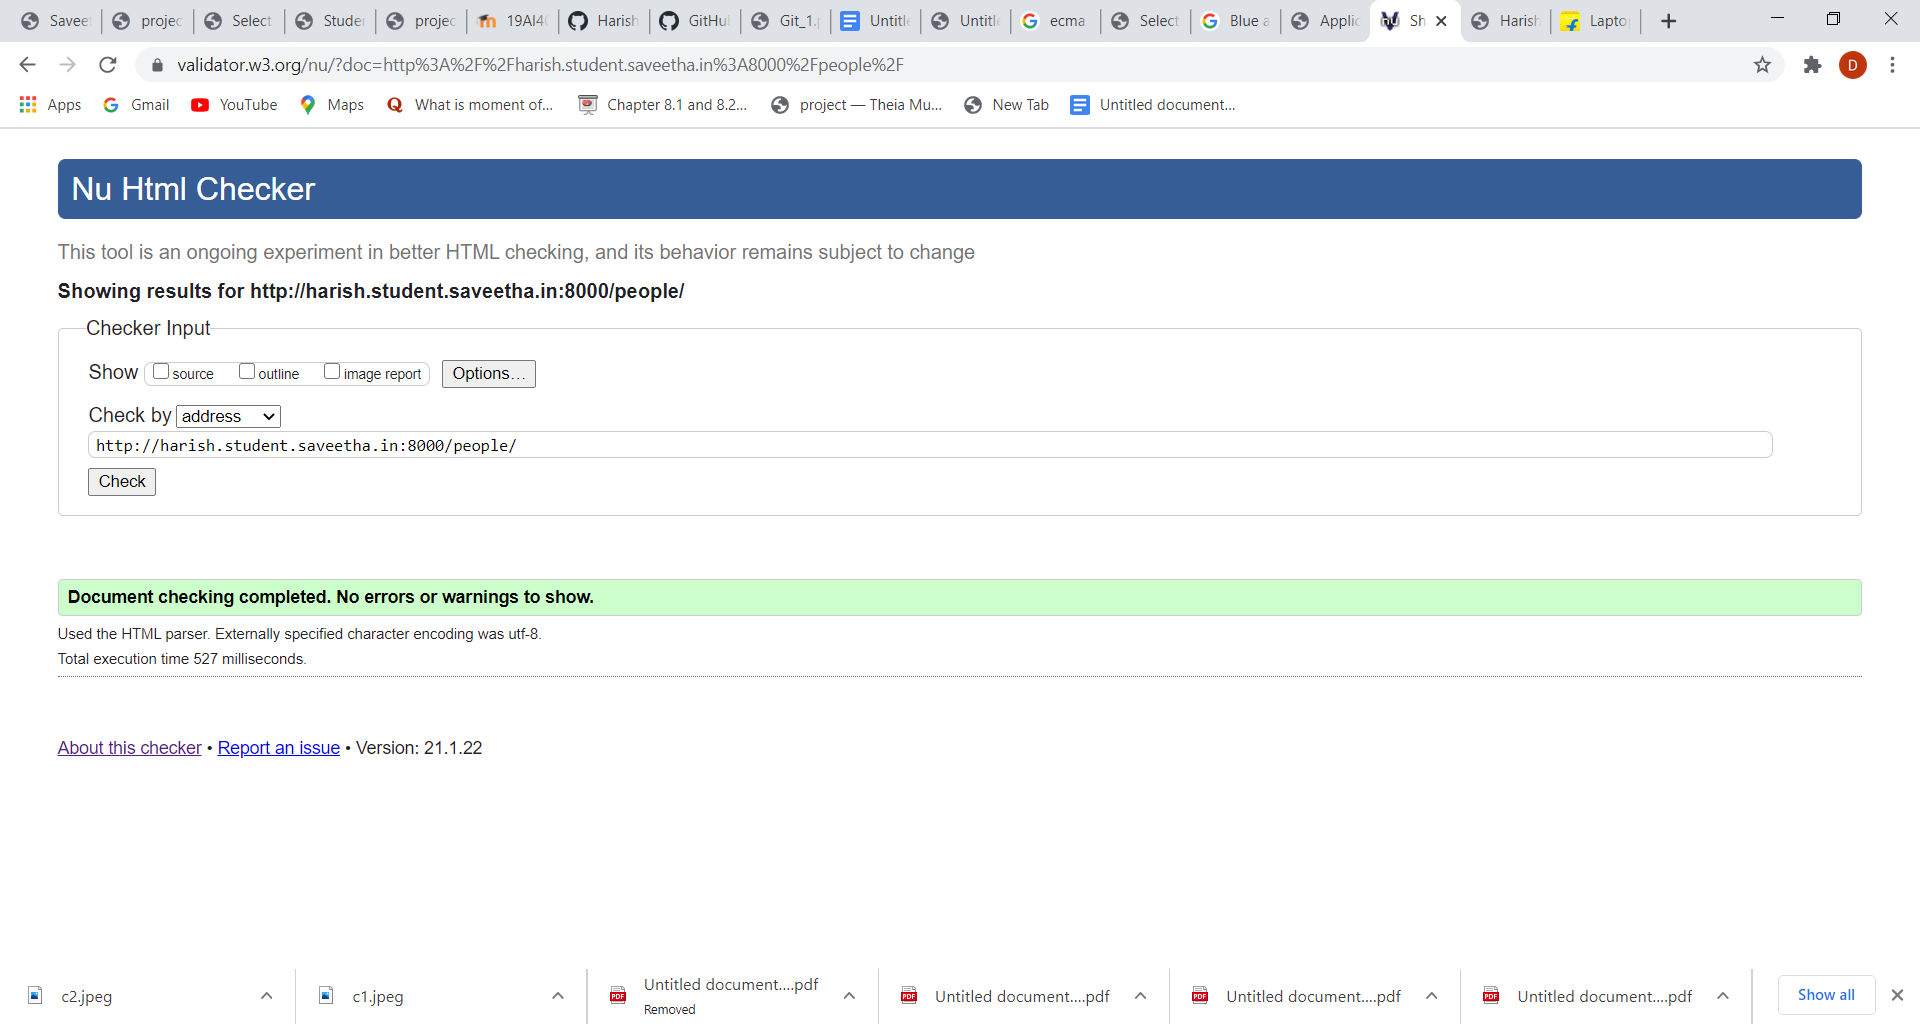 Saveet
projec
Select
Studen
projec
19AI40
Harish
GitHub
Git_1.p
Untitle
Untitle
ecma
Select
Blue a
Applic
Sh
Harish
Lapto
validator.w3.org/nu/?doc=http%3A%2F%2Fharish.student.saveetha.in%3A8000%2Fpeople%2F
D
Apps
Gmail
YouTube
Maps
What is moment of...
Chapter 8.1 and 8.2...
project — Theia Mu...
New Tab
Untitled document...
Nu Html Checker
This tool is an ongoing experiment in better HTML checking, and its behavior remains subject to change
Showing results for http://harish.student.saveetha.in:8000/people/
Checker Input
Show source outline image report Options...
Check by address
http://harish.student.saveetha.in:8000/people/
Check
Document checking completed. No errors or warnings to show.
Used the HTML parser. Externally specified character encoding was utf-8.
Total execution time 527 milliseconds.
About this checker • Report an issue • Version: 21.1.22
c2.jpeg
c1.jpeg
Untitled document....pdf
Removed
Untitled document....pdf
Untitled document....pdf
Untitled document....pdf
Show all